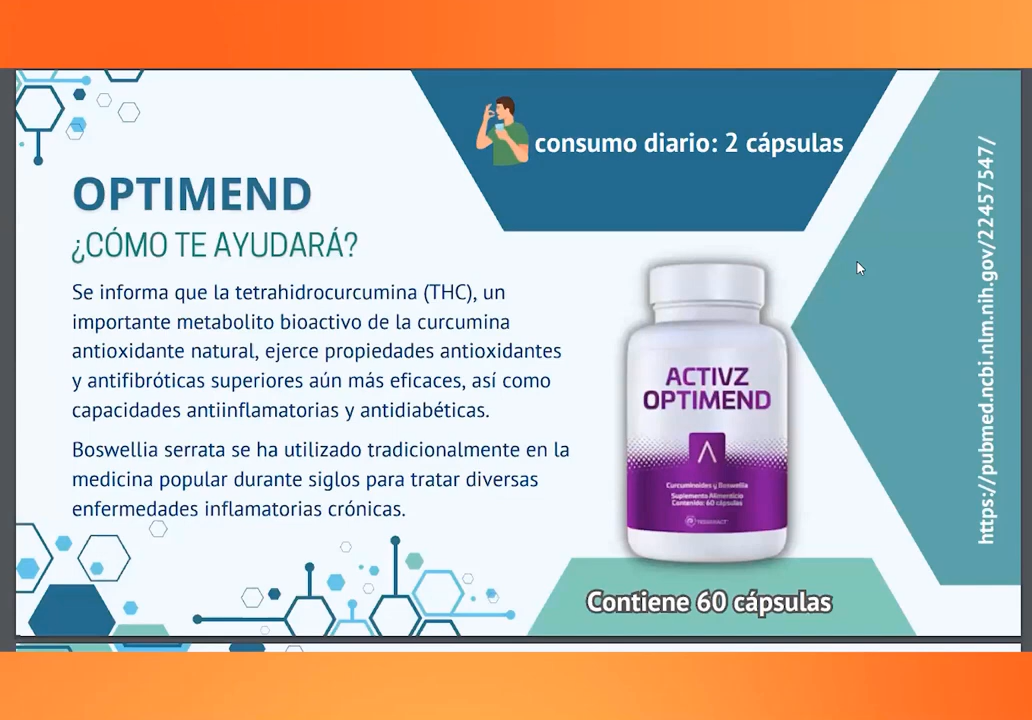 consumo diario: 2 cápsulas
OPTIMEND
¿CÓMO TE AYUDARÁ?
Se informa que la tetrahidrocurcumina (THC), un
importante metabolito bioactivo de la curcumina
antioxidante natural, ejerce propiedades antioxidantes
y antifibróticas superiores aún más eficaces, así como
capacidades antiinflamatorias y antidiabéticas.
Boswellia serrata se ha utilizado tradicionalmente en la
medicina popular durante siglos para tratar diversas
enfermedades inflamatorias crónicas.
ACTIVZ
OPTIMEND
Curcuminoides y Boswellia
Suplemento Alimenticio
Contenido: 60 cápsulas
Contiene 60 cápsulas
https://pubmed.ncbi.nlm.nih.gov/22457547/